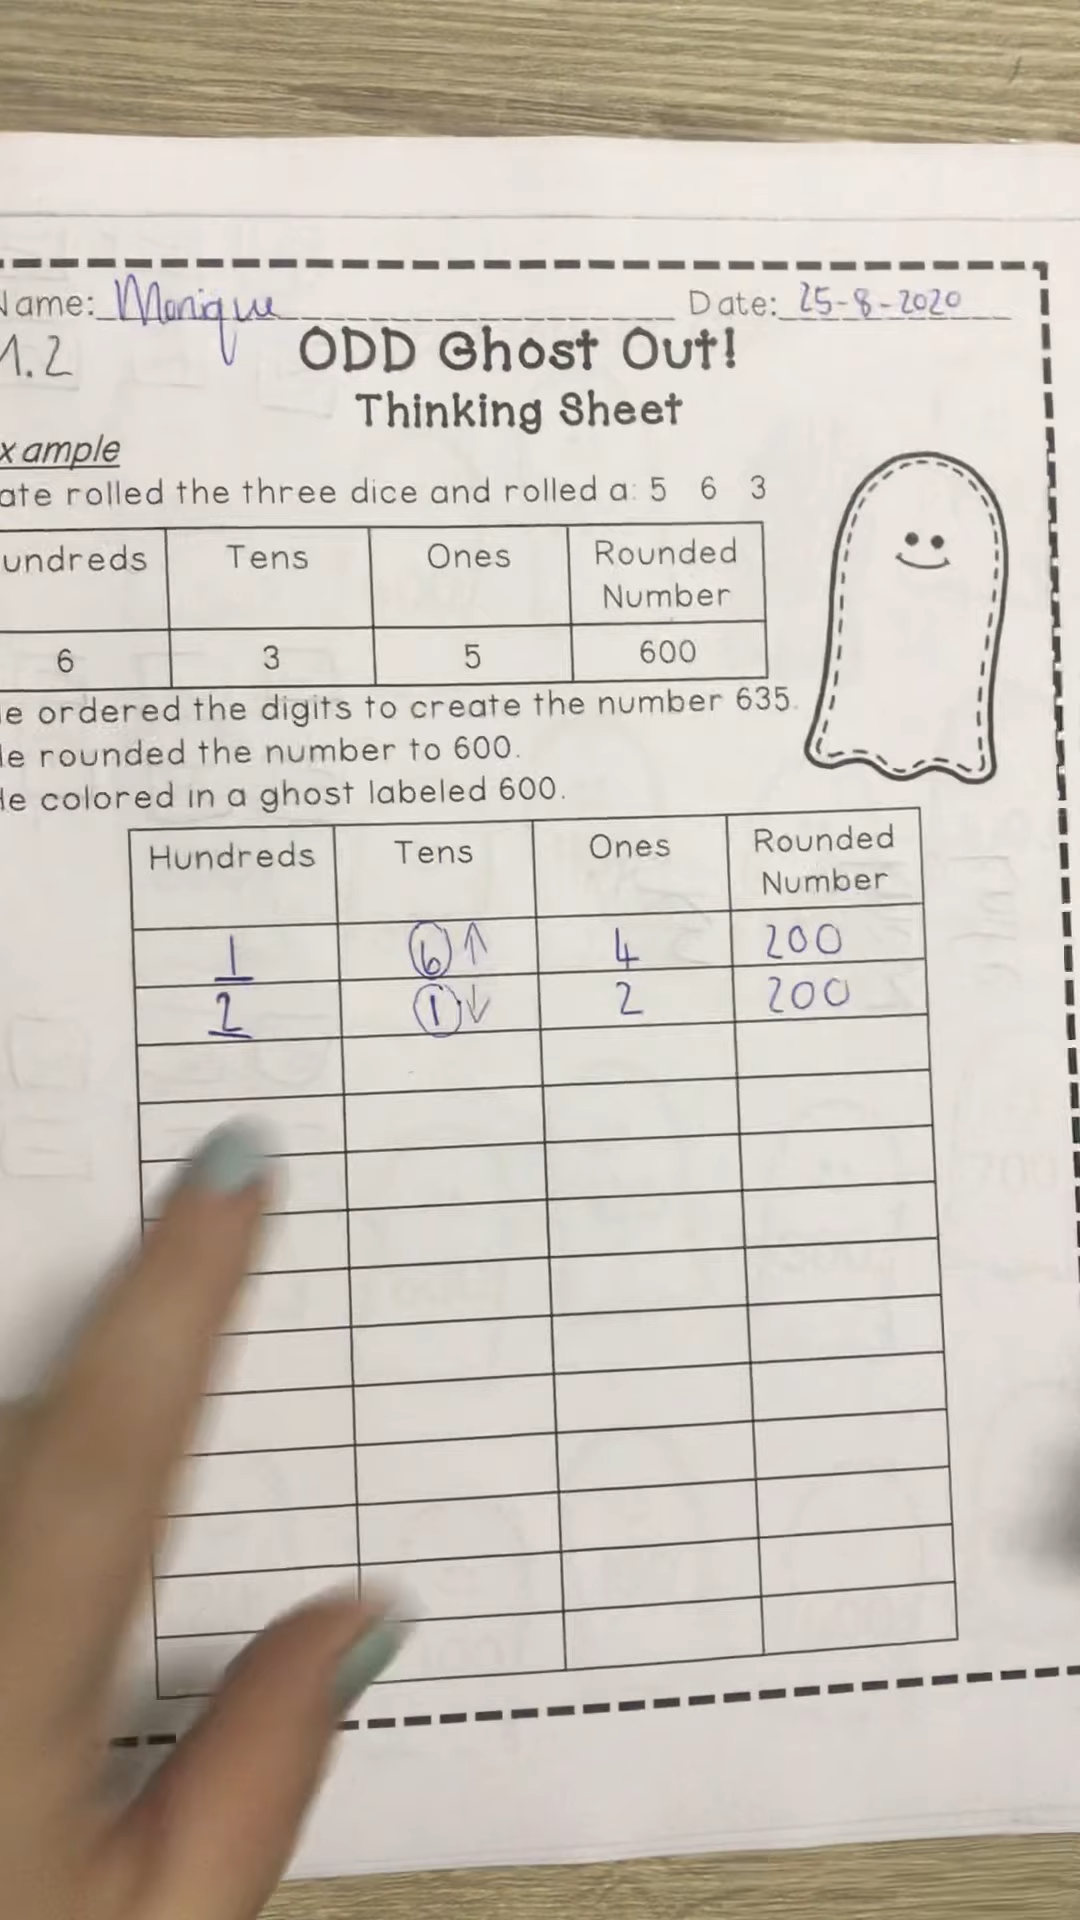 Name: Monique Date: 25-8-2020
1.2 ODD Ghost Out!
Thinking Sheet
xample
ate rolled the three dice and rolled a: 5 6 3
undreds Tens Ones Rounded Number
6 3 5 600
e ordered the digits to create the number 635.
He rounded the number to 600.
He colored in a ghost labeled 600.
Hundreds Tens Ones Rounded Number
1 6 ↑ 4 200
2 1 ↓ 2 200